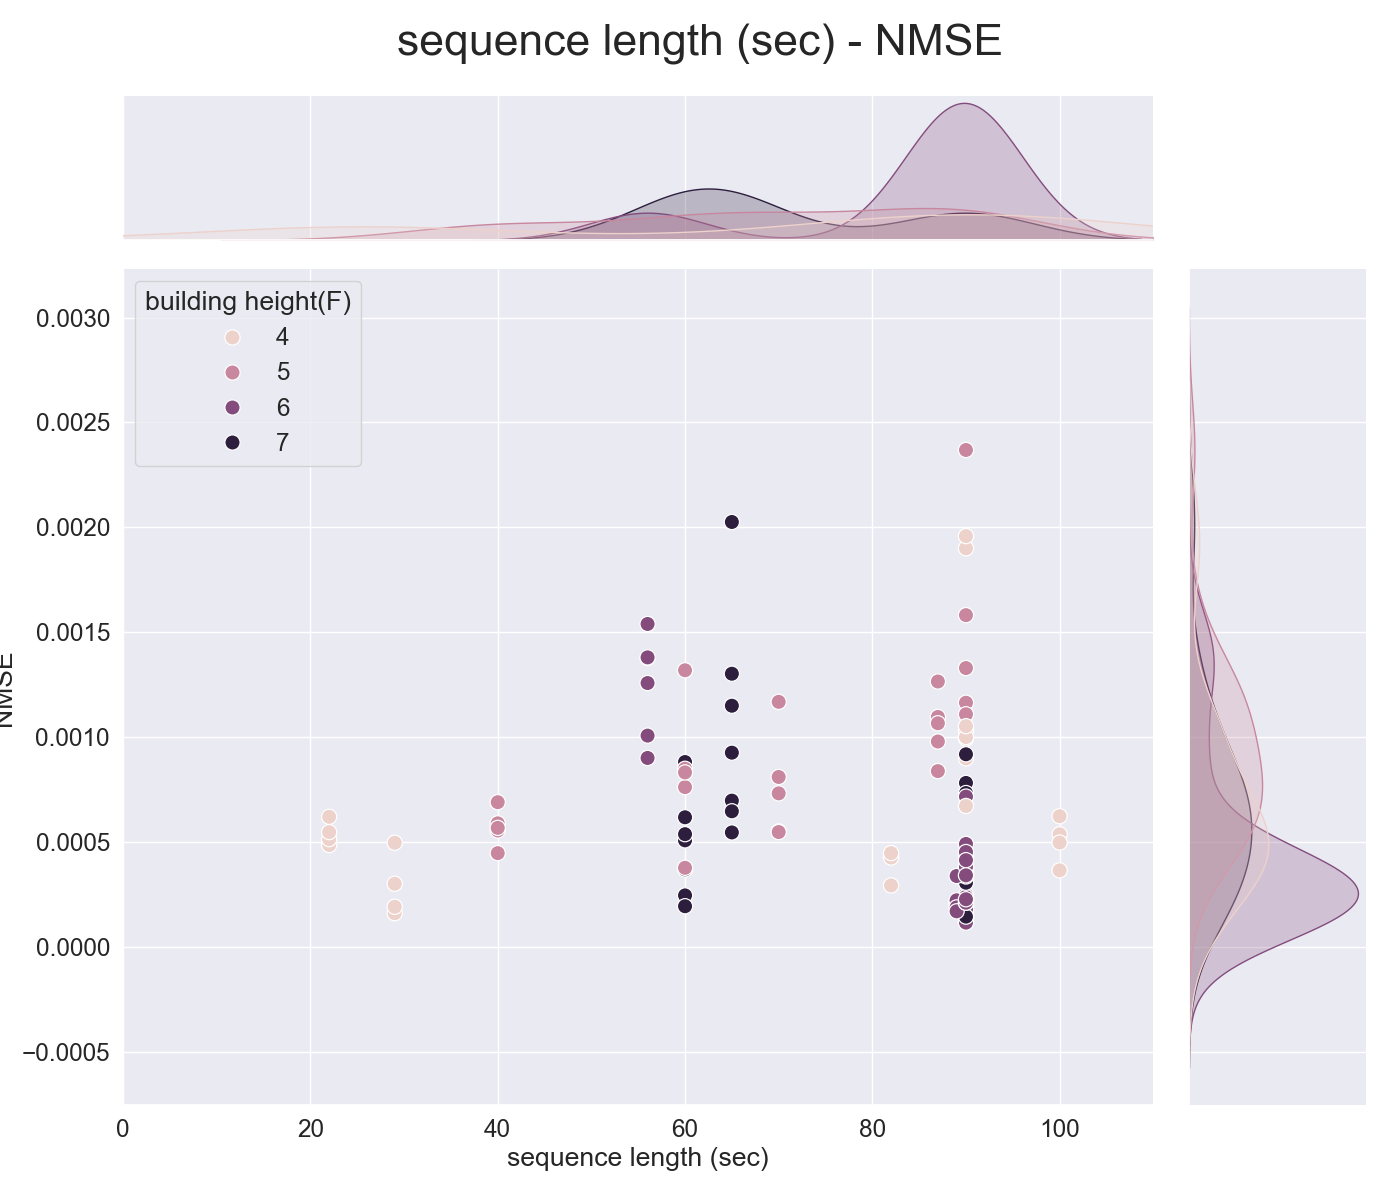 sequence length (sec) - NMSE
building height(F)
4
5
6
7
0.0030
0.0025
0.0020
0.0015
0.0010
0.0005
0.0000
−0.0005
NMSE
0 20 40 60 80 100
sequence length (sec)